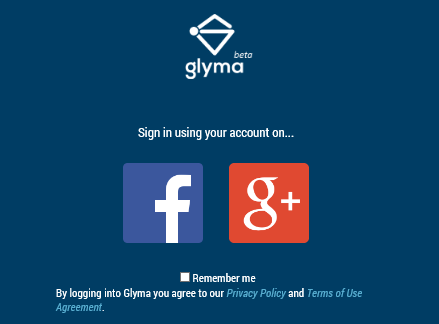 beta
glyma
Sign in using your account on...
f
g+
Remember me
By logging into Glyma you agree to our Privacy Policy and Terms of Use
Agreement.